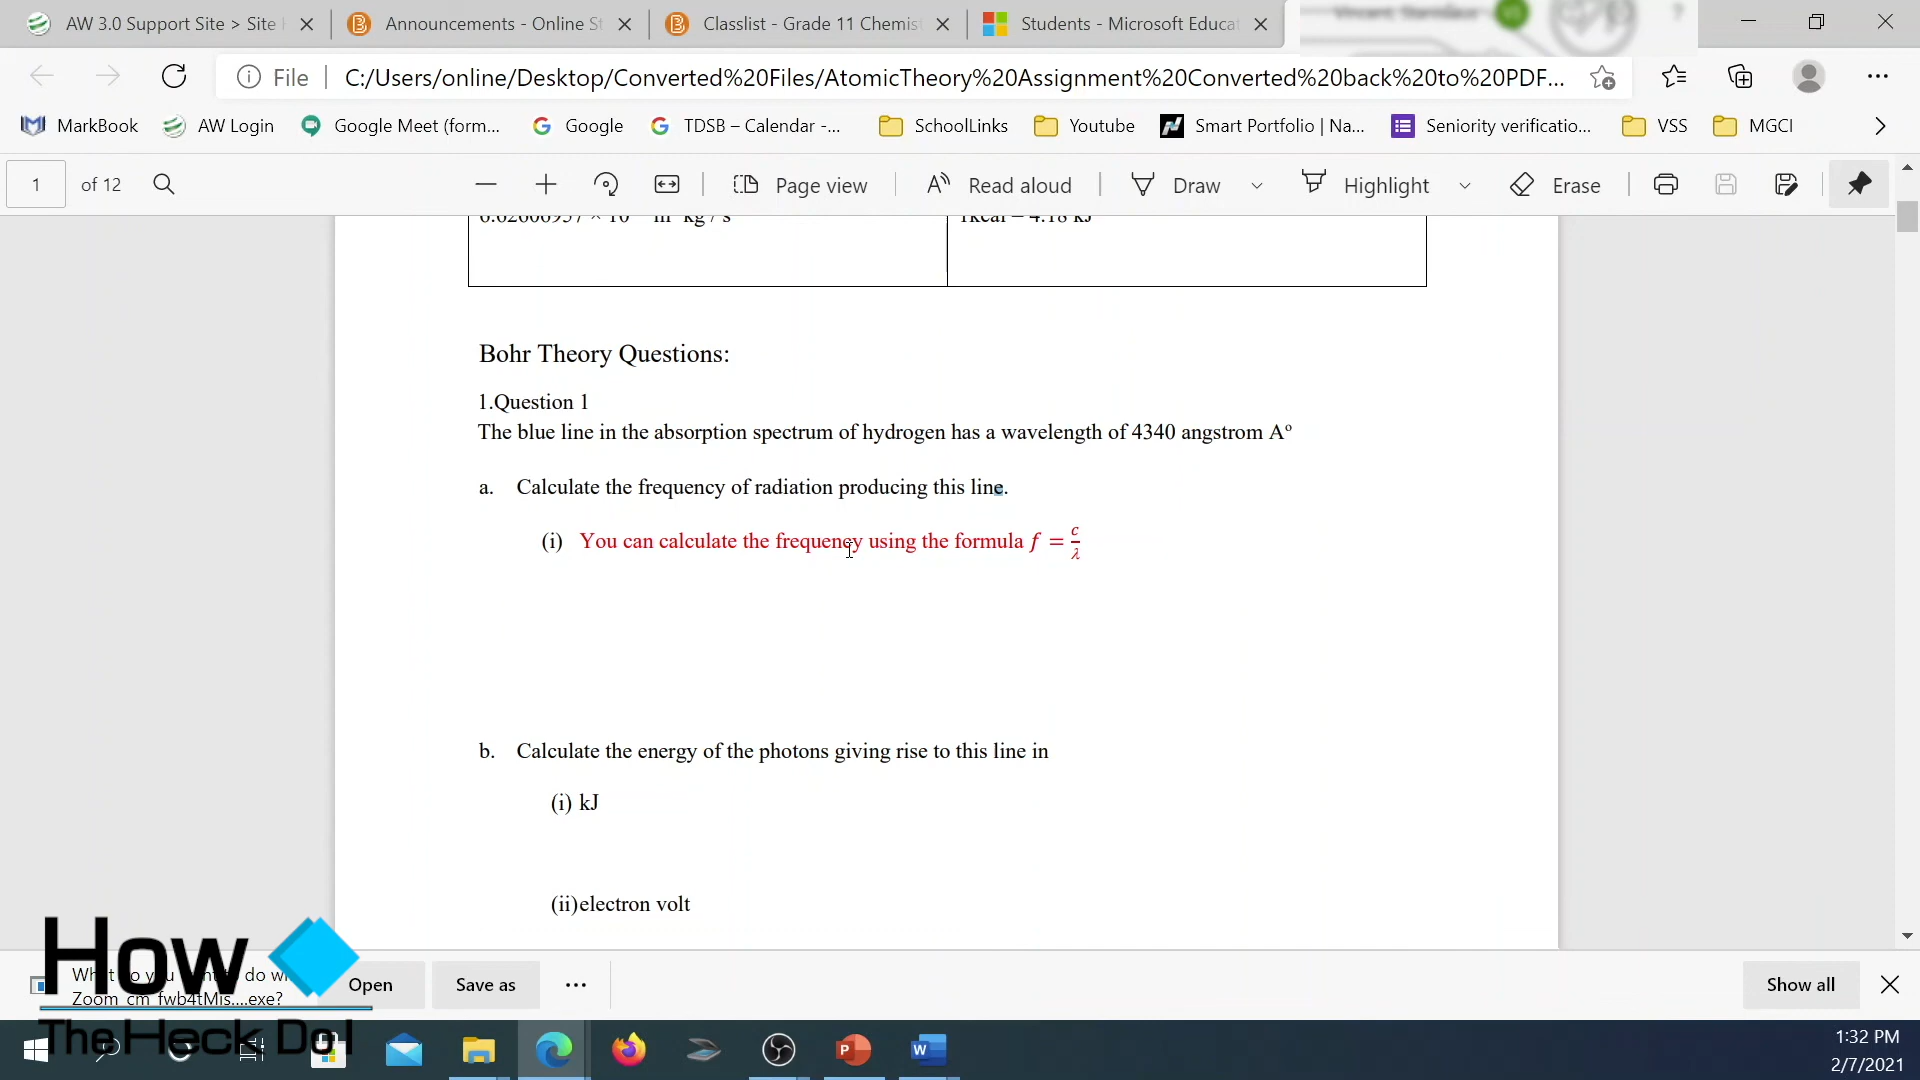 AW 3.0 Support Site > Site
Announcements - Online St
Classlist - Grade 11 Chemist
Students - Microsoft Educat
File
C:/Users/online/Desktop/Converted%20Files/AtomicTheory%20Assignment%20Converted%20back%20to%20PDF...
MarkBook
AW Login
Google Meet (form...
Google
TDSB – Calendar -...
SchoolLinks
Youtube
Smart Portfolio | Na...
Seniority verificatio...
VSS
MGCI
1
of 12
Page view
Read aloud
Draw
Highlight
Erase
Bohr Theory Questions:
1.Question 1
The blue line in the absorption spectrum of hydrogen has a wavelength of 4340 angstrom Aº
a. Calculate the frequency of radiation producing this line.
(i) You can calculate the frequency using the formula f = c/λ
b. Calculate the energy of the photons giving rise to this line in
(i) kJ
(ii)electron volt
How
TheHeck Do I
Zoom_cm_fwb4tMis....exe?
Open
Save as
Show all
1:32 PM
2/7/2021